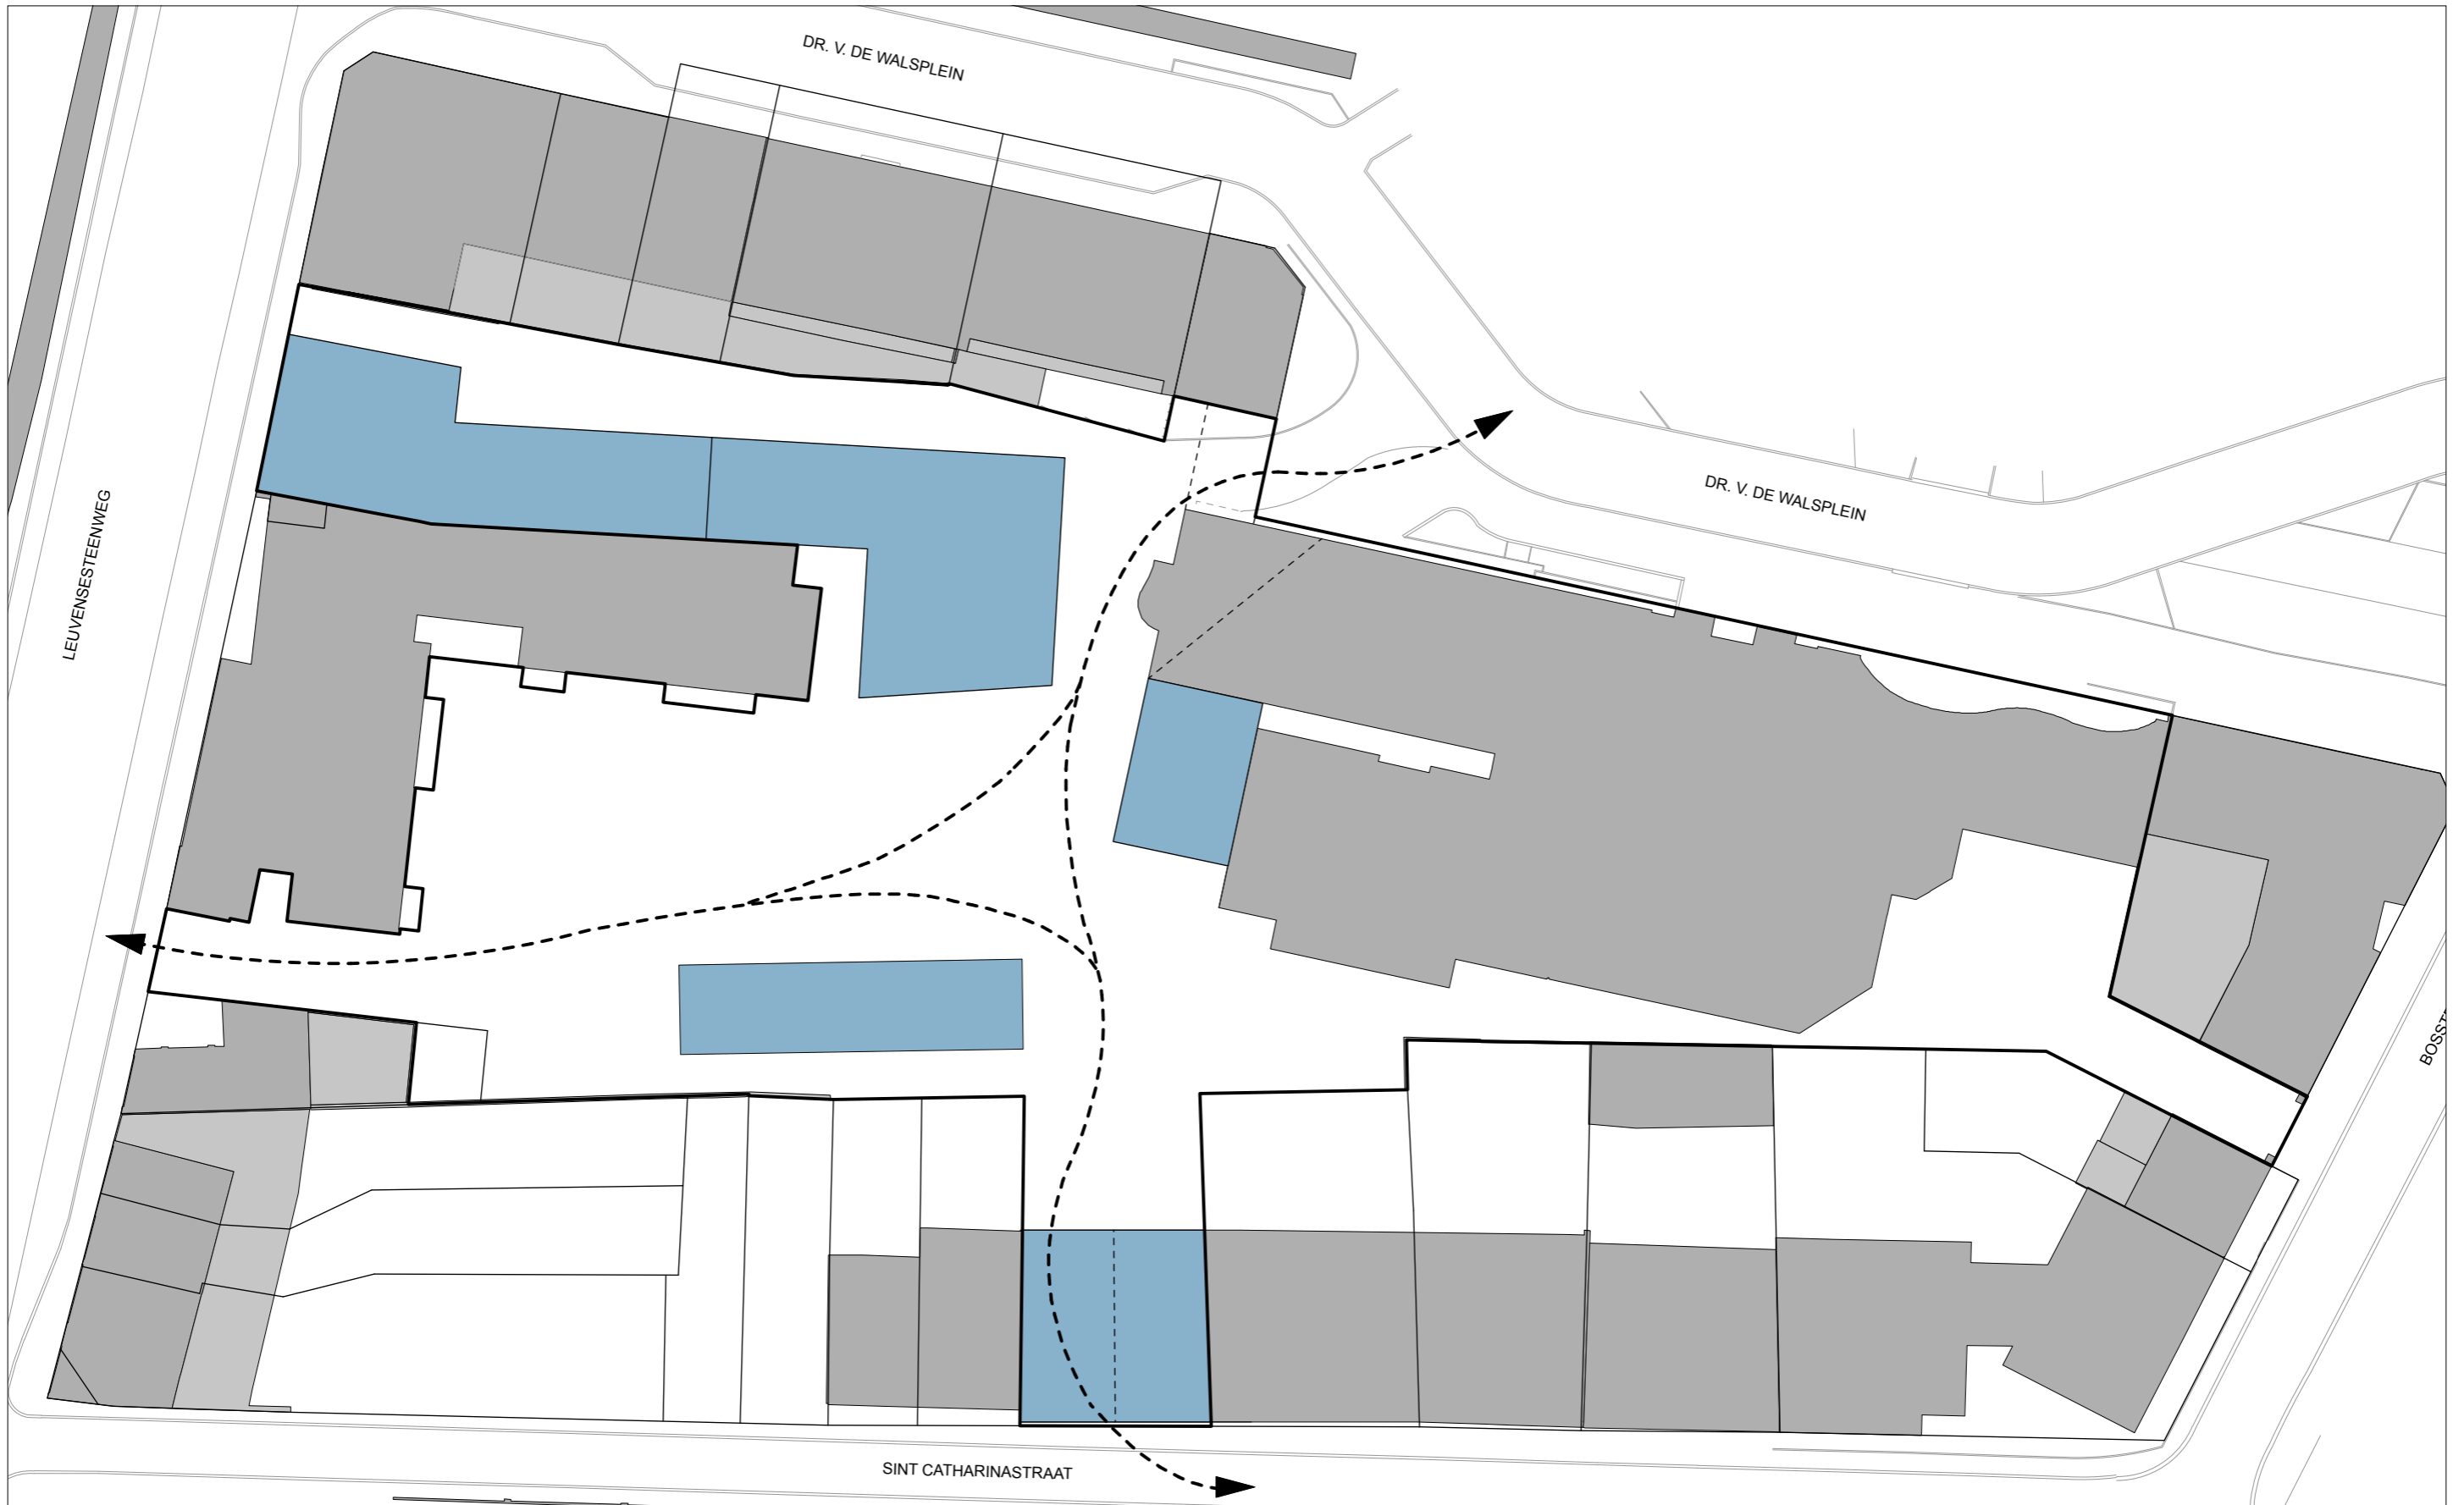 DR. V. DE WALSPLEIN
DR. V. DE WALSPLEIN
LEUVENSESTEENWEG
SINT CATHARINASTRAAT